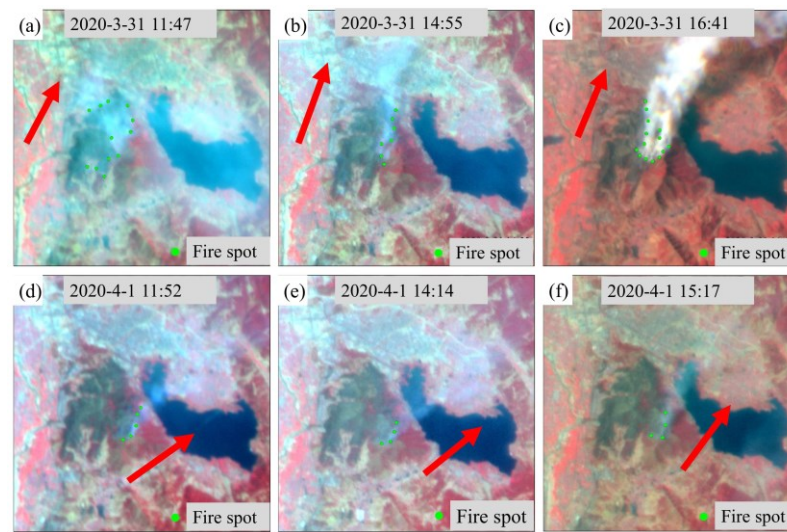 (a) 2020-3-31 11:47
(b) 2020-3-31 14:55
(c) 2020-3-31 16:41
Fire spot
Fire spot
Fire spot
(d) 2020-4-1 11:52
(e) 2020-4-1 14:14
(f) 2020-4-1 15:17
Fire spot
Fire spot
Fire spot